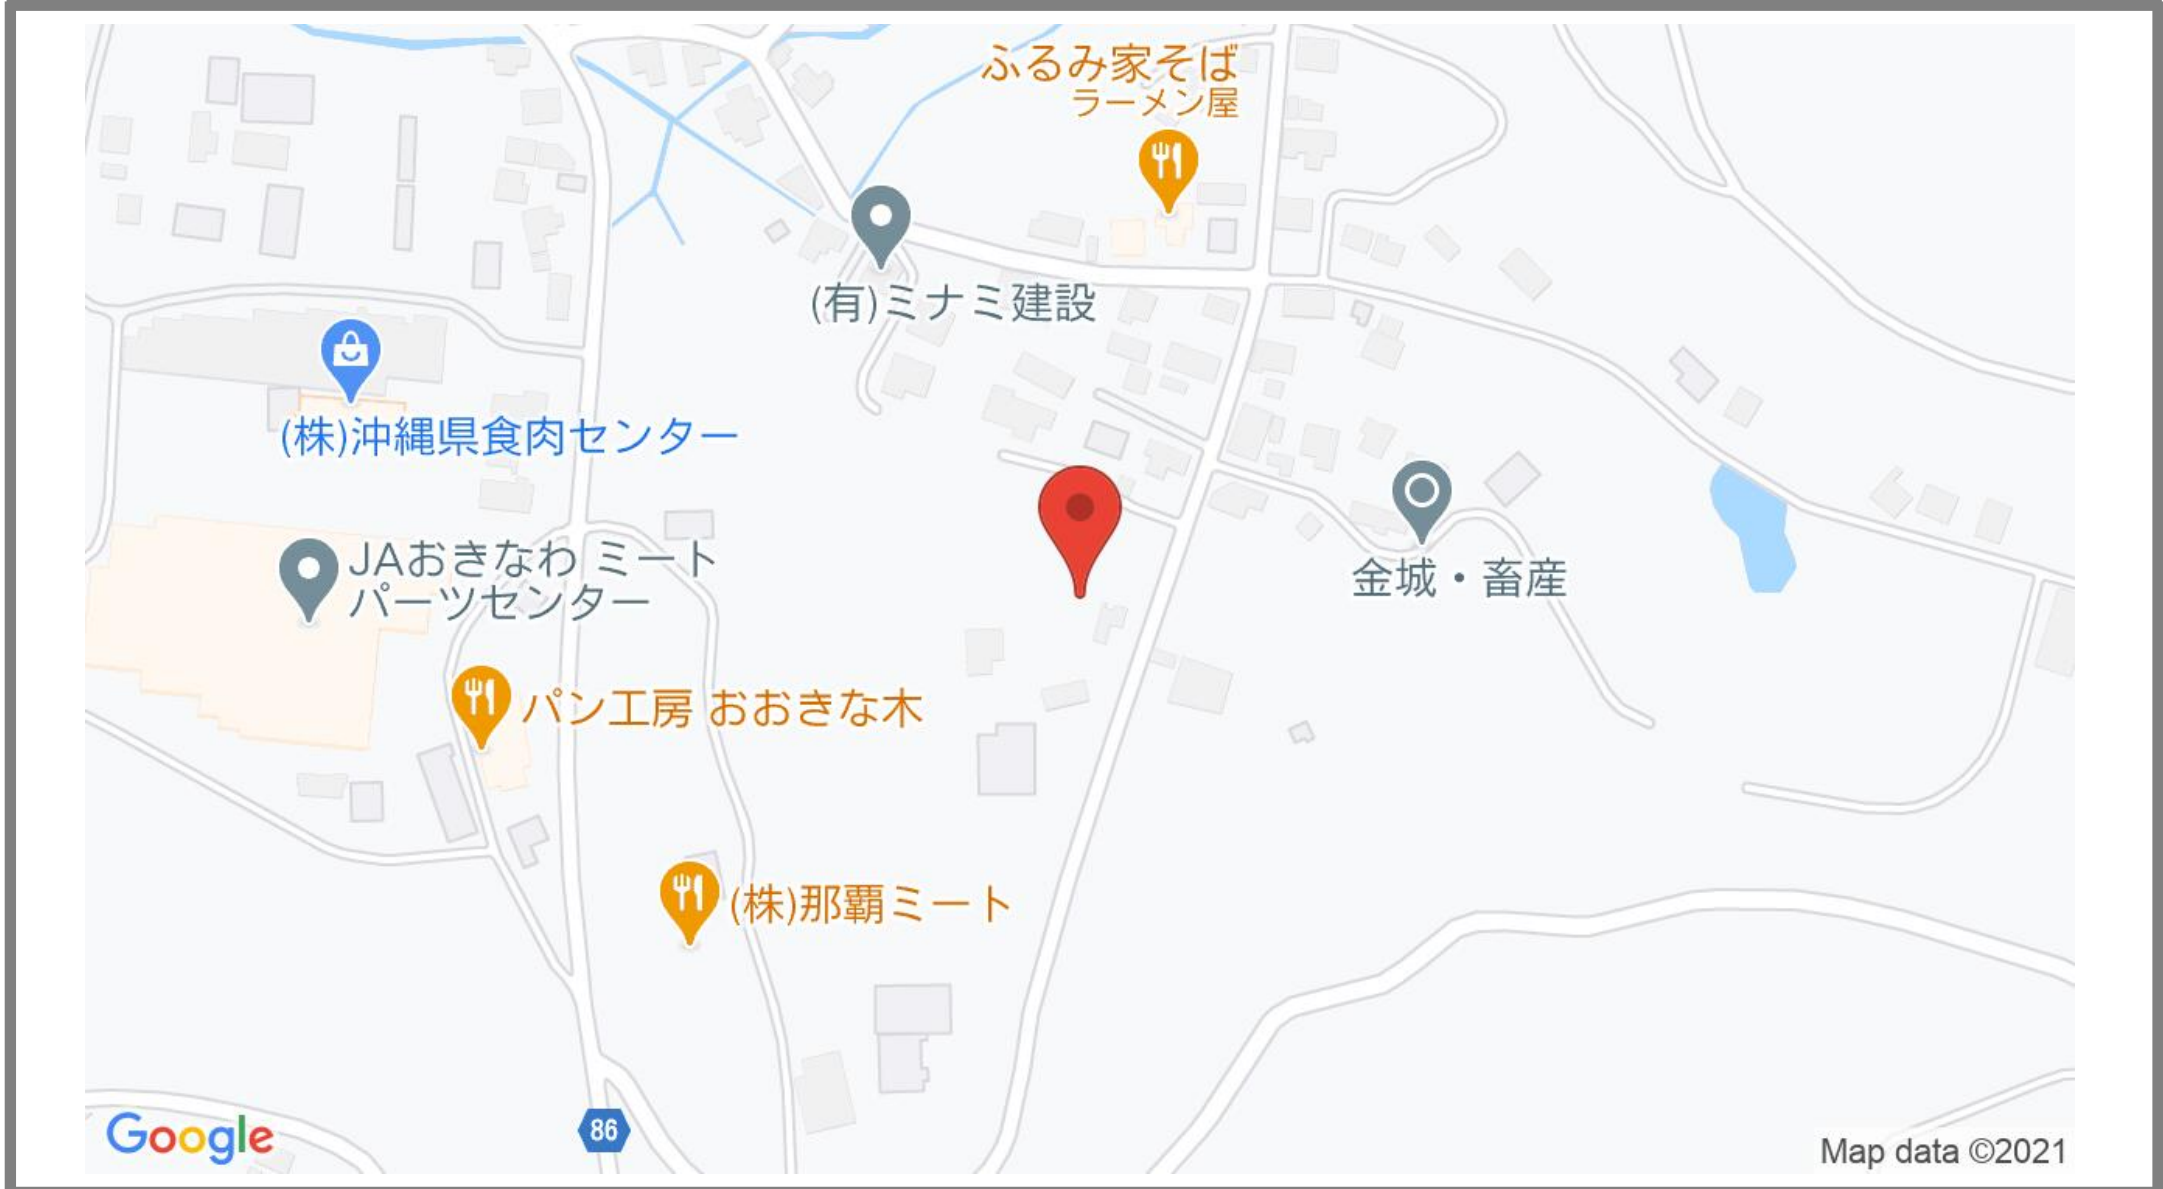 ふるみ家そば
ラーメン屋
(有)ミナミ建設
(株)沖縄県食肉センター
JAおきなわ ミート
パーツセンター
金城・畜産
パン工房 おおきな木
(株)那覇ミート
86
Google
Map data ©2021